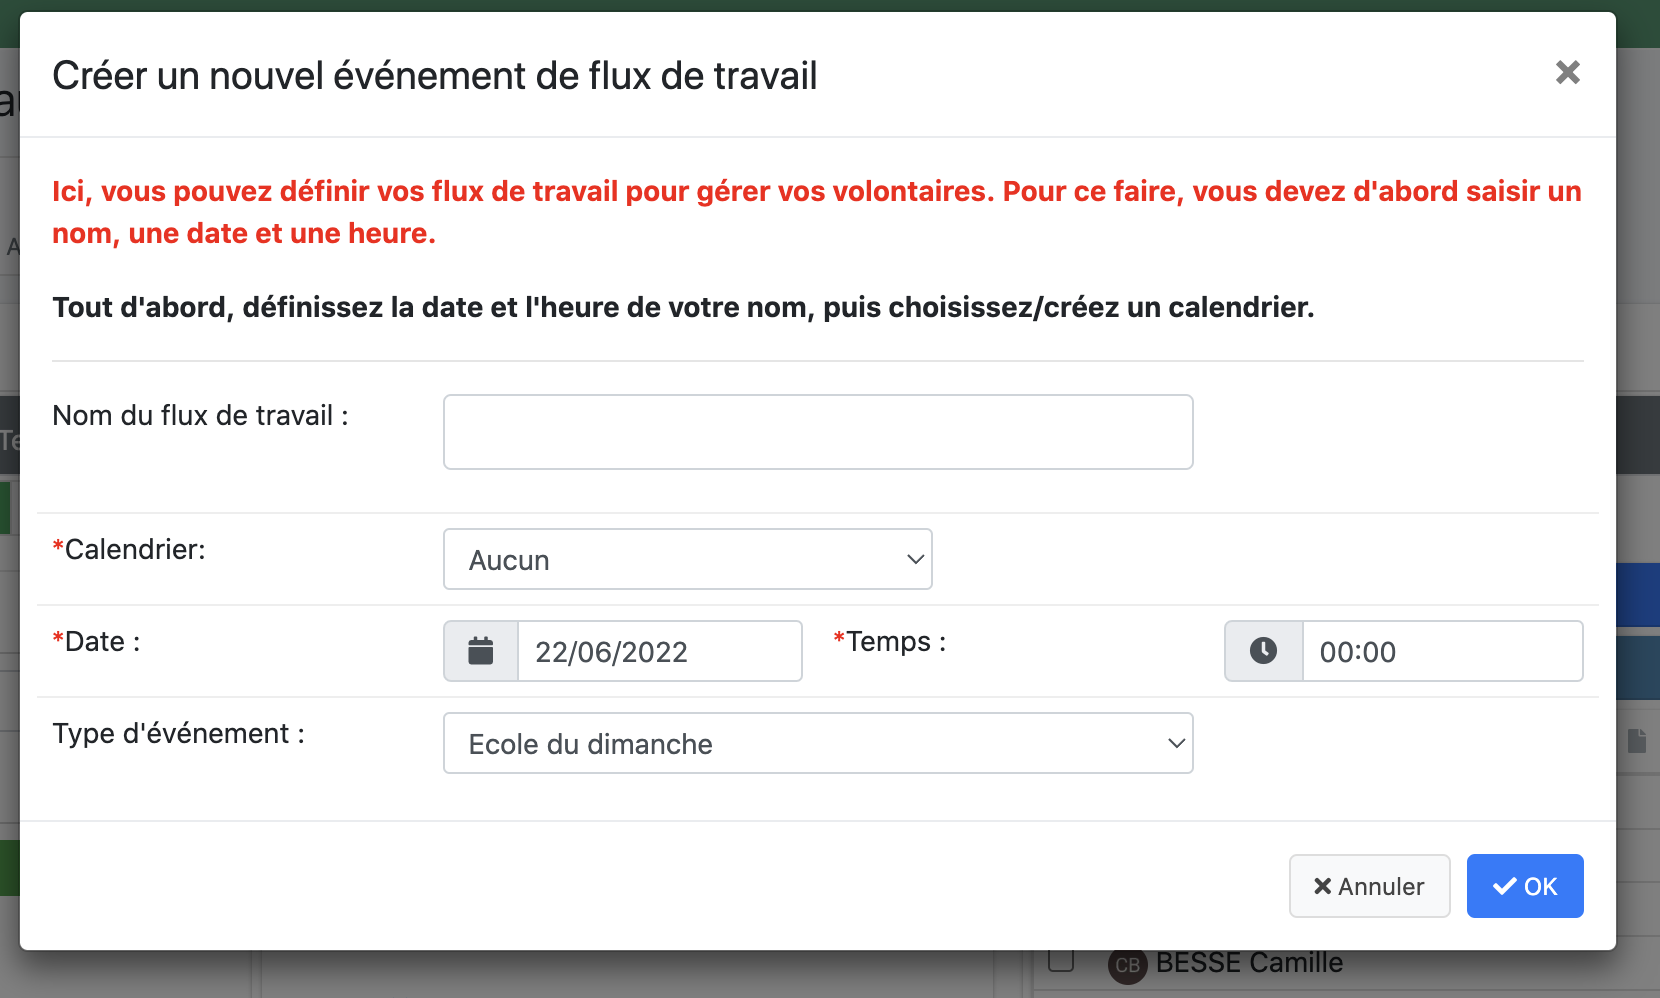 Créer un nouvel événement de flux de travail
Ici, vous pouvez définir vos flux de travail pour gérer vos volontaires. Pour ce faire, vous devez d'abord saisir un
nom, une date et une heure.
Tout d'abord, définissez la date et l'heure de votre nom, puis choisissez/créez un calendrier.
Nom du flux de travail :
*Calendrier: Aucun
*Date : 22/06/2022 *Temps : 00:00
Type d'événement : Ecole du dimanche
Annuler OK
CB BESSE Camille